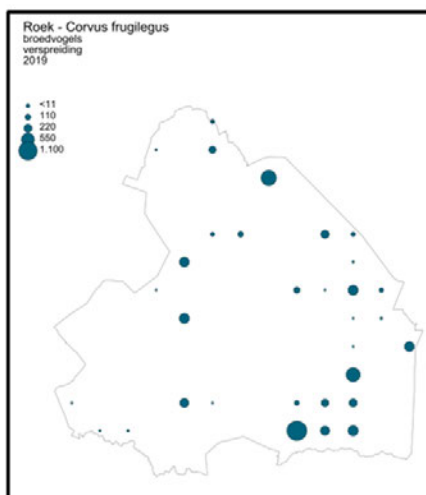 Roek - Corvus frugilegus
broedvogels
verspreiding
2019
<11
110
220
550
1.100